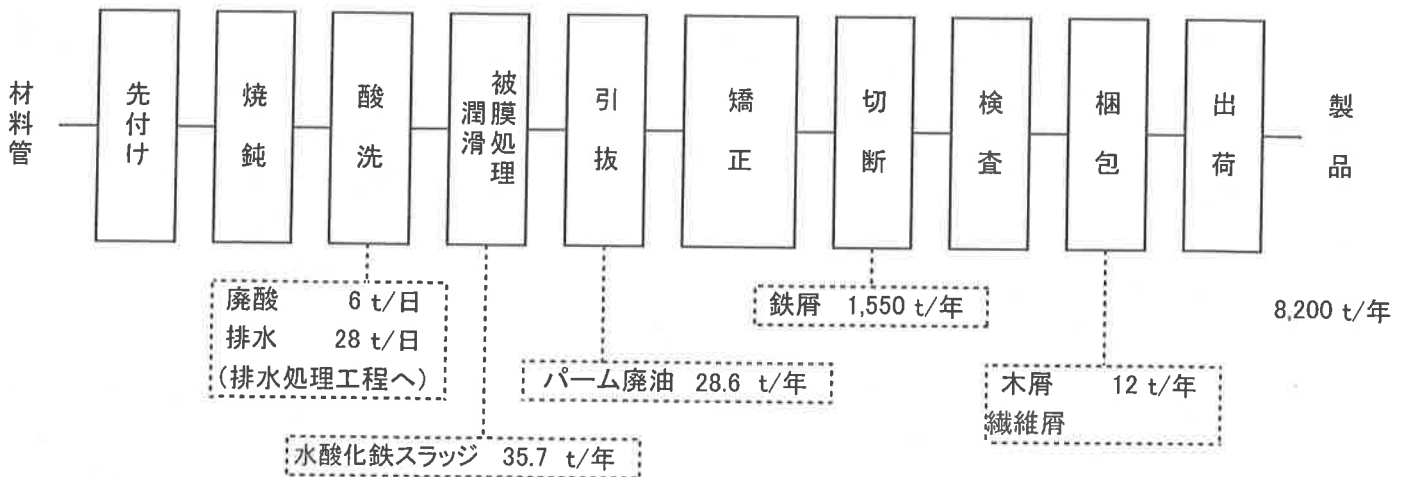 材料管
先付け
焼鈍
酸洗
被膜処理
潤滑
引抜
矯正
切断
検査
梱包
出荷
製品
廃酸 6 t/日
排水 28 t/日
(排水処理工程へ)
水酸化鉄スラッジ 35.7 t/年
パーム廃油 28.6 t/年
鉄屑 1,550 t/年
木屑 12 t/年
繊維屑
8,200 t/年